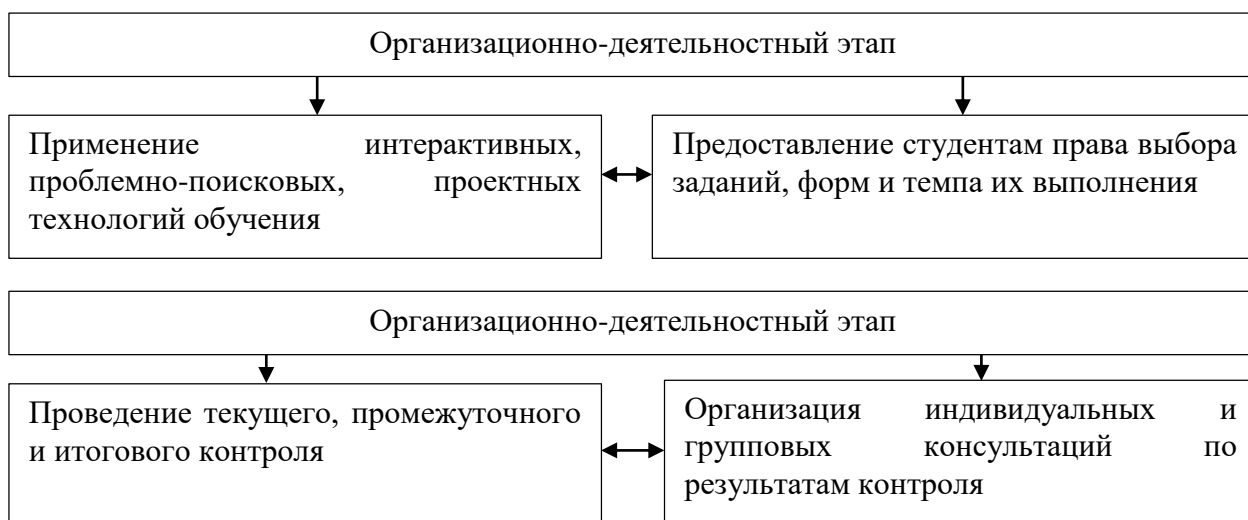 Организационно-деятельностный этап
Применение интерактивных,
проблемно-поисковых, проектных
технологий обучения
Предоставление студентам права выбора
заданий, форм и темпа их выполнения
Организационно-деятельностный этап
Проведение текущего, промежуточного
и итогового контроля
Организация индивидуальных и
групповых консультаций по
результатам контроля